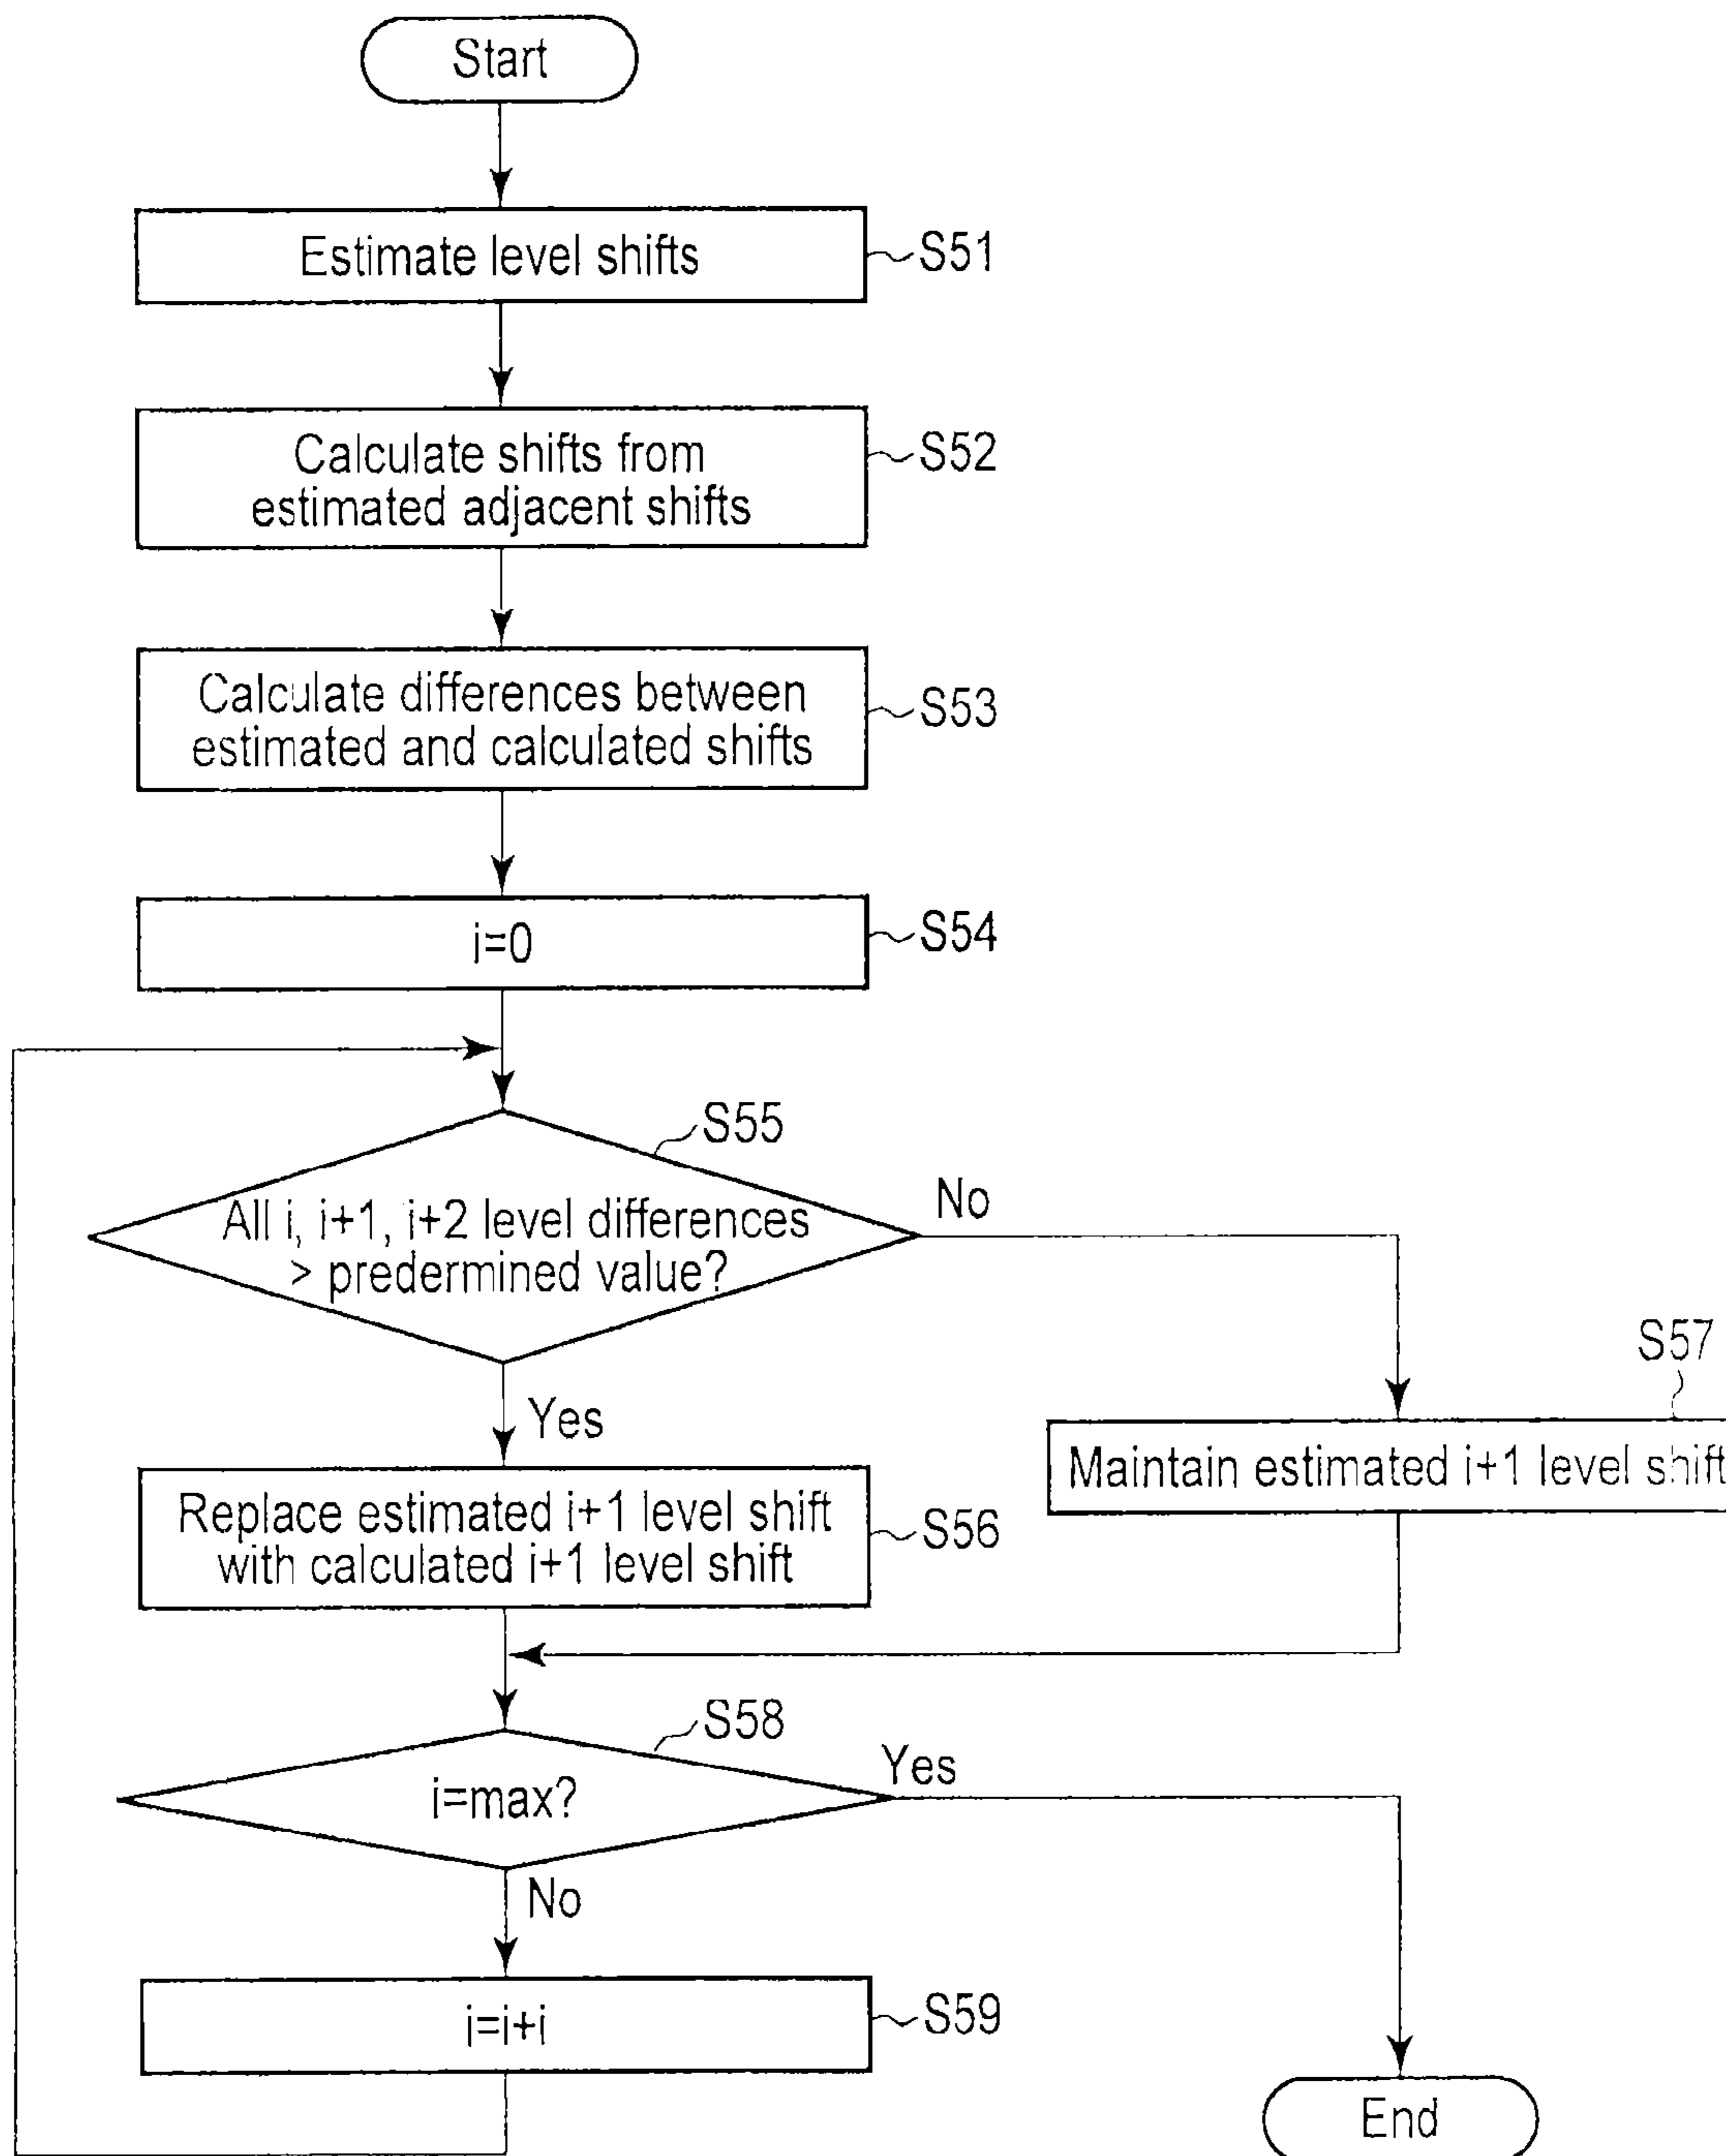 Start
Estimate level shifts
S51
Calculate shifts from
estimated adjacent shifts
S52
Calculate differences between
estimated and calculated shifts
S53
i=0
S54
S55
All i, i+1, i+2 level differences
> predermined value?
No
Yes
S57
Maintain estimated i+1 level shift
Replace estimated i+1 level shift
with calculated i+1 level shift
S56
S58
i=max?
Yes
No
i=i+i
S59
End